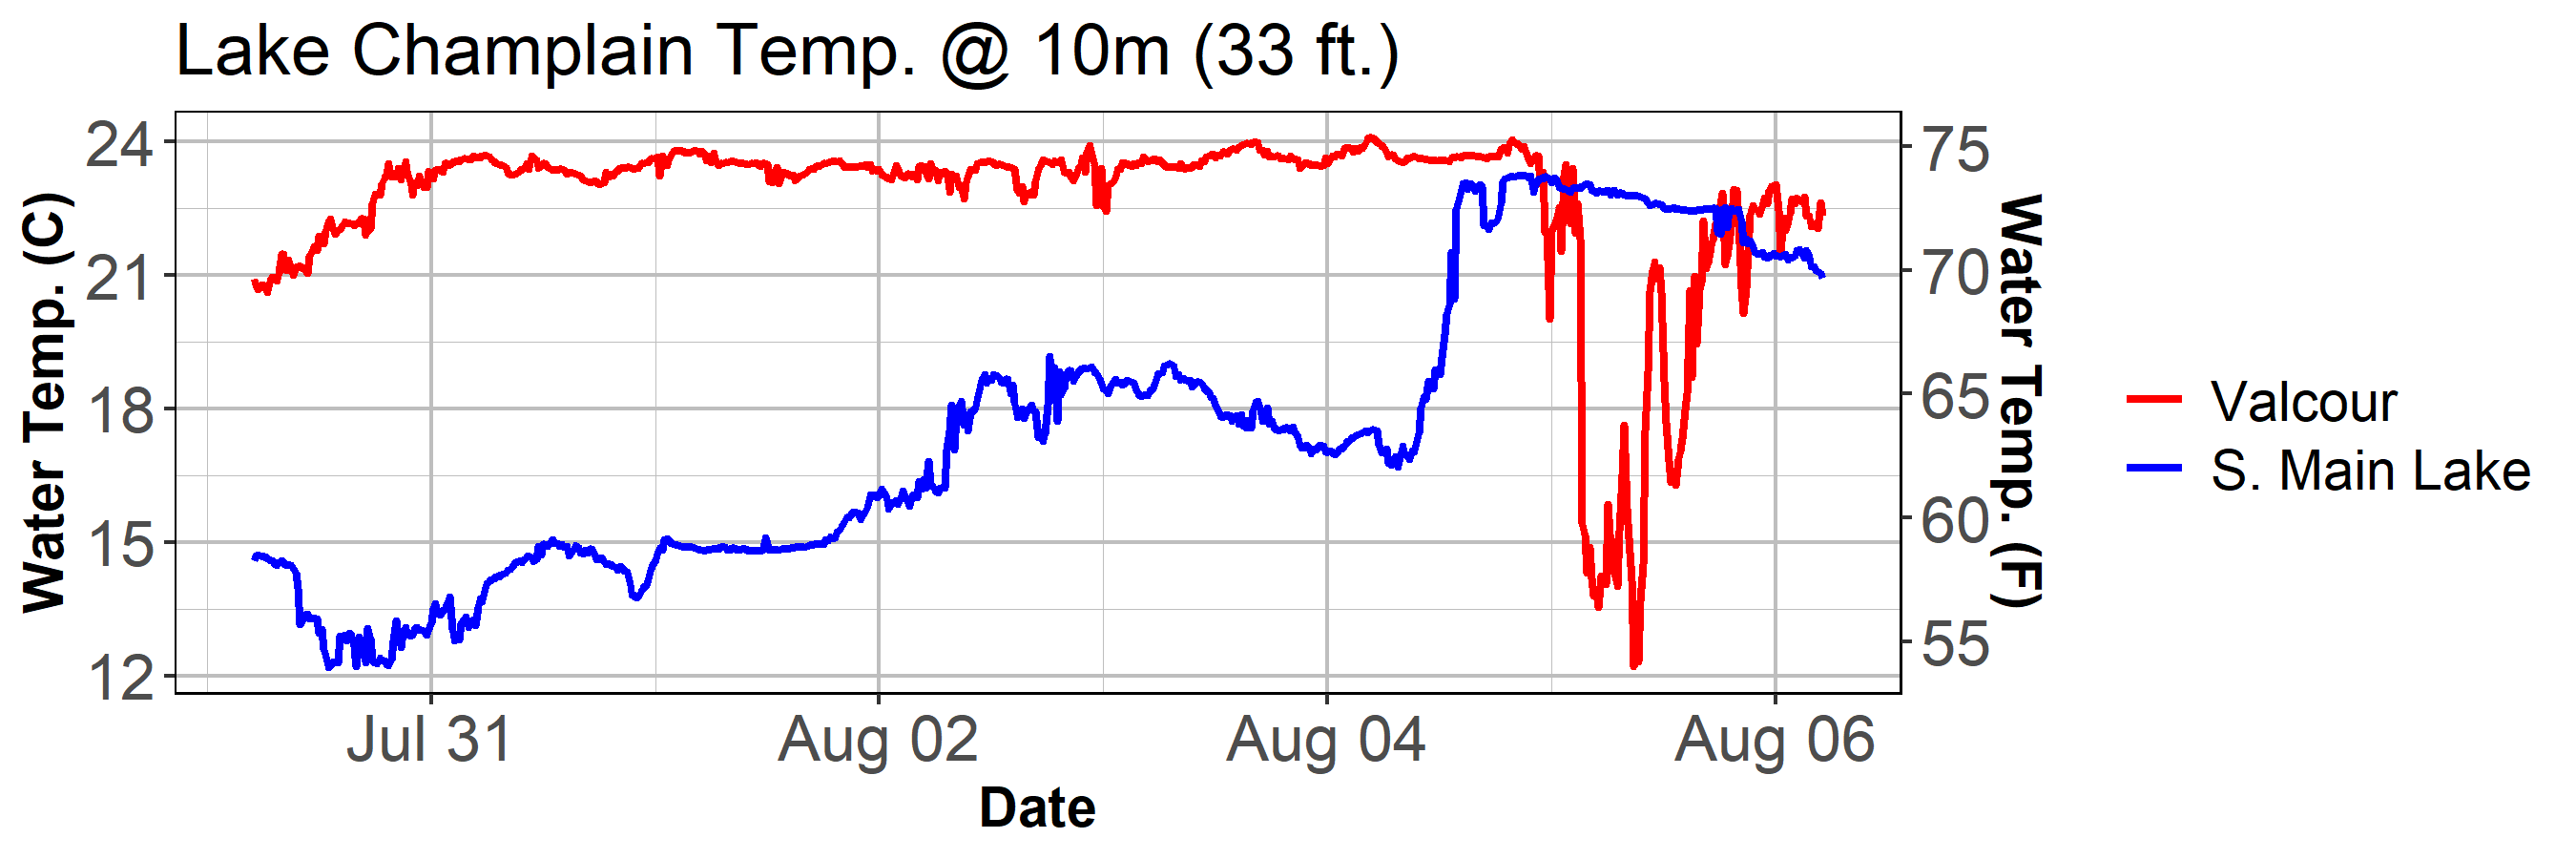 Lake Champlain Temp. @ 10m (33 ft.)
Water Temp. (C)
24
21
18
15
12
75
70
65
60
55
Water Temp. (F)
Jul 31
Aug 02
Aug 04
Aug 06
Date
Valcour
S. Main Lake